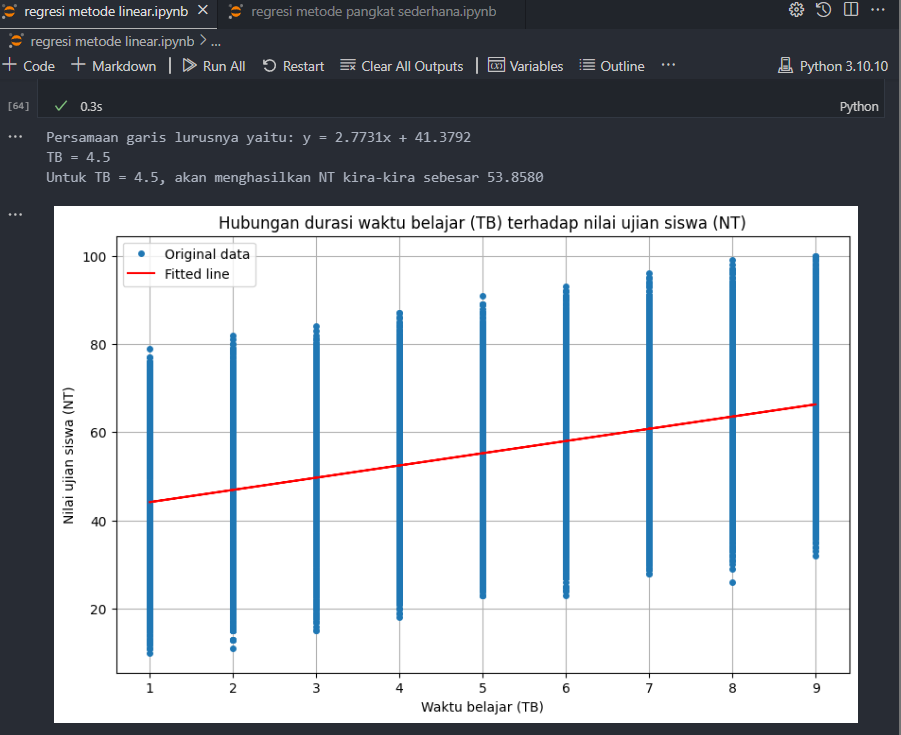 regresi metode linear.ipynb
regresi metode pangkat sederhana.ipynb
regresi metode linear.ipynb > ...
+ Code + Markdown | Run All Restart Clear All Outputs | Variables Outline ... Python 3.10.10
[64] ✓ 0.3s Python
Persamaan garis lurusnya yaitu: y = 2.7731x + 41.3792
TB = 4.5
Untuk TB = 4.5, akan menghasilkan NT kira-kira sebesar 53.8580
Hubungan durasi waktu belajar (TB) terhadap nilai ujian siswa (NT)
Original data
Fitted line
Nilai ujian siswa (NT)
100
80
60
40
20
1 2 3 4 5 6 7 8 9
Waktu belajar (TB)